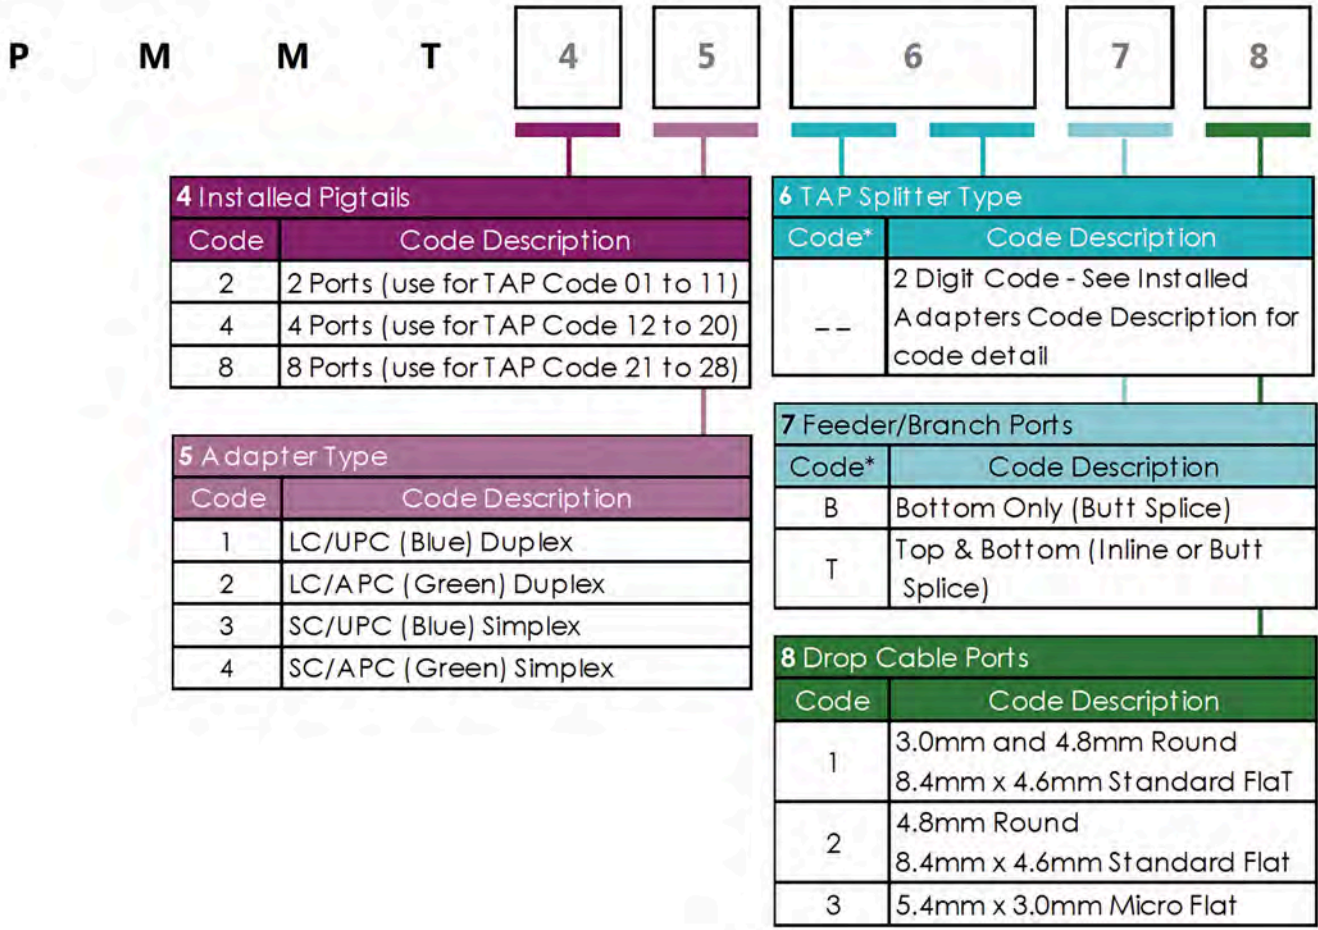 P M M T 4 5 6 7 8
4 Installed Pigtails
Code Code Description
2 2 Ports (use for TAP Code 01 to 11)
4 4 Ports (use for TAP Code 12 to 20)
8 8 Ports (use for TAP Code 21 to 28)
5 Adapter Type
Code Code Description
1 LC/UPC (Blue) Duplex
2 LC/APC (Green) Duplex
3 SC/UPC (Blue) Simplex
4 SC/APC (Green) Simplex
6 TAP Splitter Type
Code* Code Description
2 Digit Code - See Installed
_ _ Adapters Code Description for
code detail
7 Feeder/Branch Ports
Code* Code Description
B Bottom Only (Butt Splice)
T Top & Bottom (Inline or Butt
Splice)
8 Drop Cable Ports
Code Code Description
1 3.0mm and 4.8mm Round
8.4mm x 4.6mm Standard FlaT
2 4.8mm Round
8.4mm x 4.6mm Standard Flat
3 5.4mm x 3.0mm Micro Flat